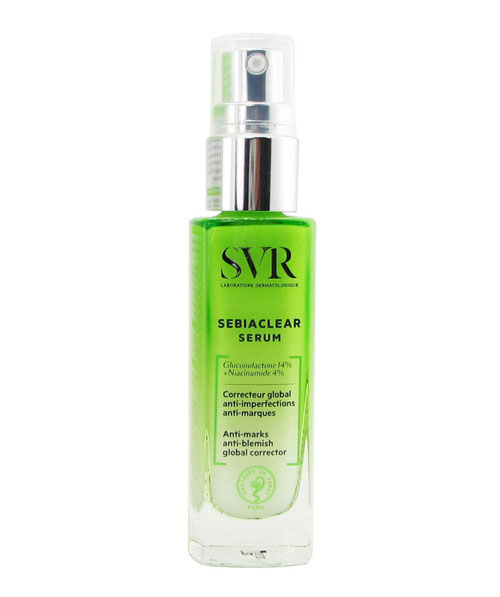 SVR
LABORATOIRE DERMATOLOGIQUE
SEBIACLEAR
SERUM
Gluconolactone 14%
+Niacinamide 4%
Correcteur global
anti-imperfections
anti-marques
Anti-marks
anti-blemish
global corrector
PARIS